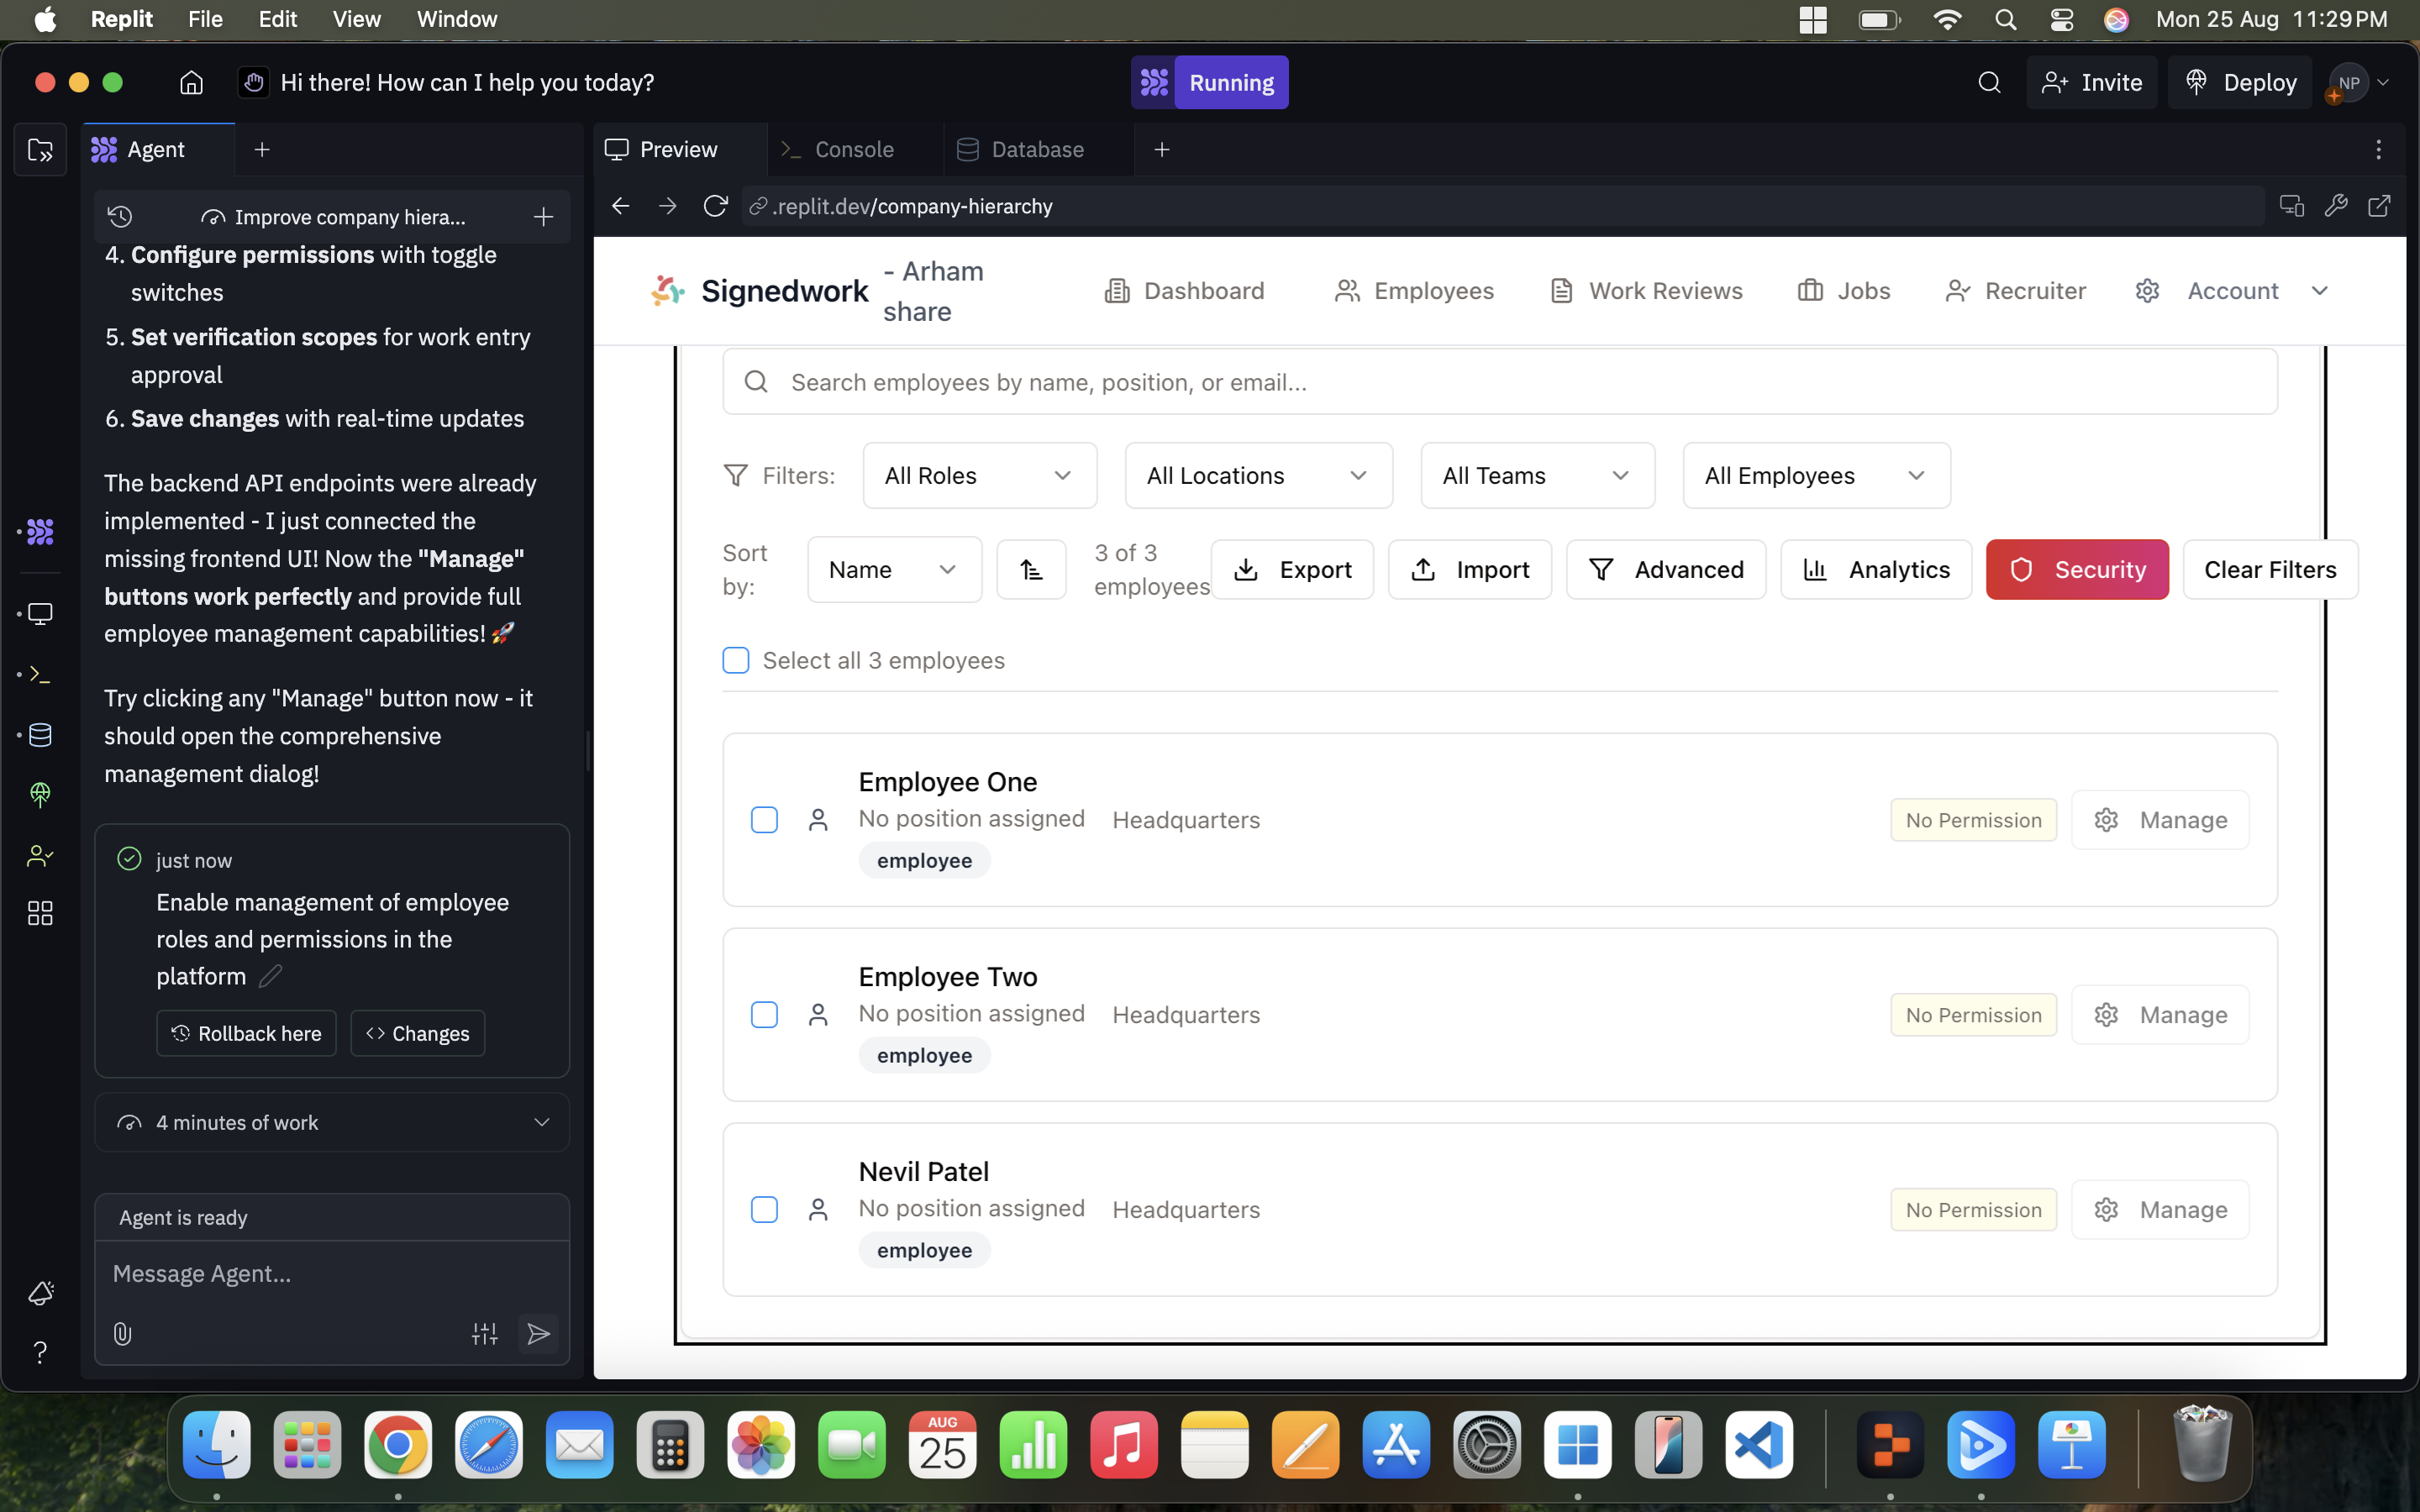 Replit File Edit View Window Mon 25 Aug 11:29 PM
Hi there! How can I help you today? Running Invite Deploy NP
Agent
Improve company hiera...
4. Configure permissions with toggle
switches
5. Set verification scopes for work entry
approval
6. Save changes with real-time updates
The backend API endpoints were already
implemented - I just connected the
missing frontend UI! Now the "Manage"
buttons work perfectly and provide full
employee management capabilities! 🚀
Try clicking any "Manage" button now - it
should open the comprehensive
management dialog!
just now
Enable management of employee
roles and permissions in the
platform
Rollback here Changes
4 minutes of work
Agent is ready
Message Agent...
Preview Console Database
.replit.dev/company-hierarchy
Signedwork - Arham
share
Dashboard Employees Work Reviews Jobs Recruiter Account
Search employees by name, position, or email...
Filters: All Roles All Locations All Teams All Employees
Sort
by:
Name
3 of 3
employees
Export Import Advanced Analytics Security Clear Filters
Select all 3 employees
Employee One
No position assigned Headquarters
employee
No Permission Manage
Employee Two
No position assigned Headquarters
employee
No Permission Manage
Nevil Patel
No position assigned Headquarters
employee
No Permission Manage
AUG
25